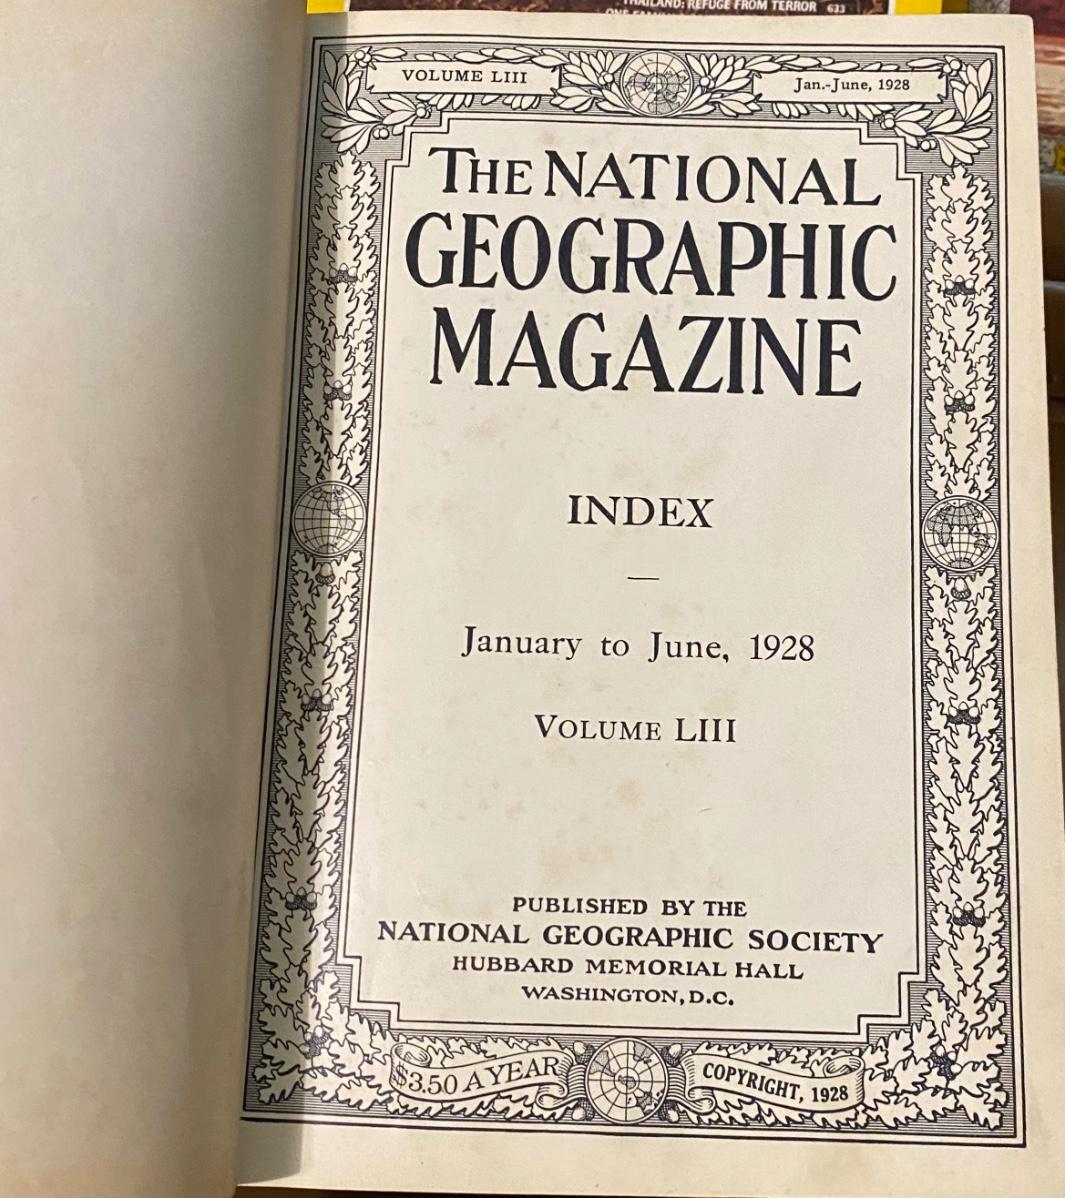 THAILAND: REFUGE FROM TERROR 633
VOLUME LIII
Jan.-June, 1928
THE NATIONAL
GEOGRAPHIC
MAGAZINE
INDEX
January to June, 1928
VOLUME LIII
PUBLISHED BY THE
NATIONAL GEOGRAPHIC SOCIETY
HUBBARD MEMORIAL HALL
WASHINGTON, D.C.
$3.50 A YEAR
COPYRIGHT, 1928